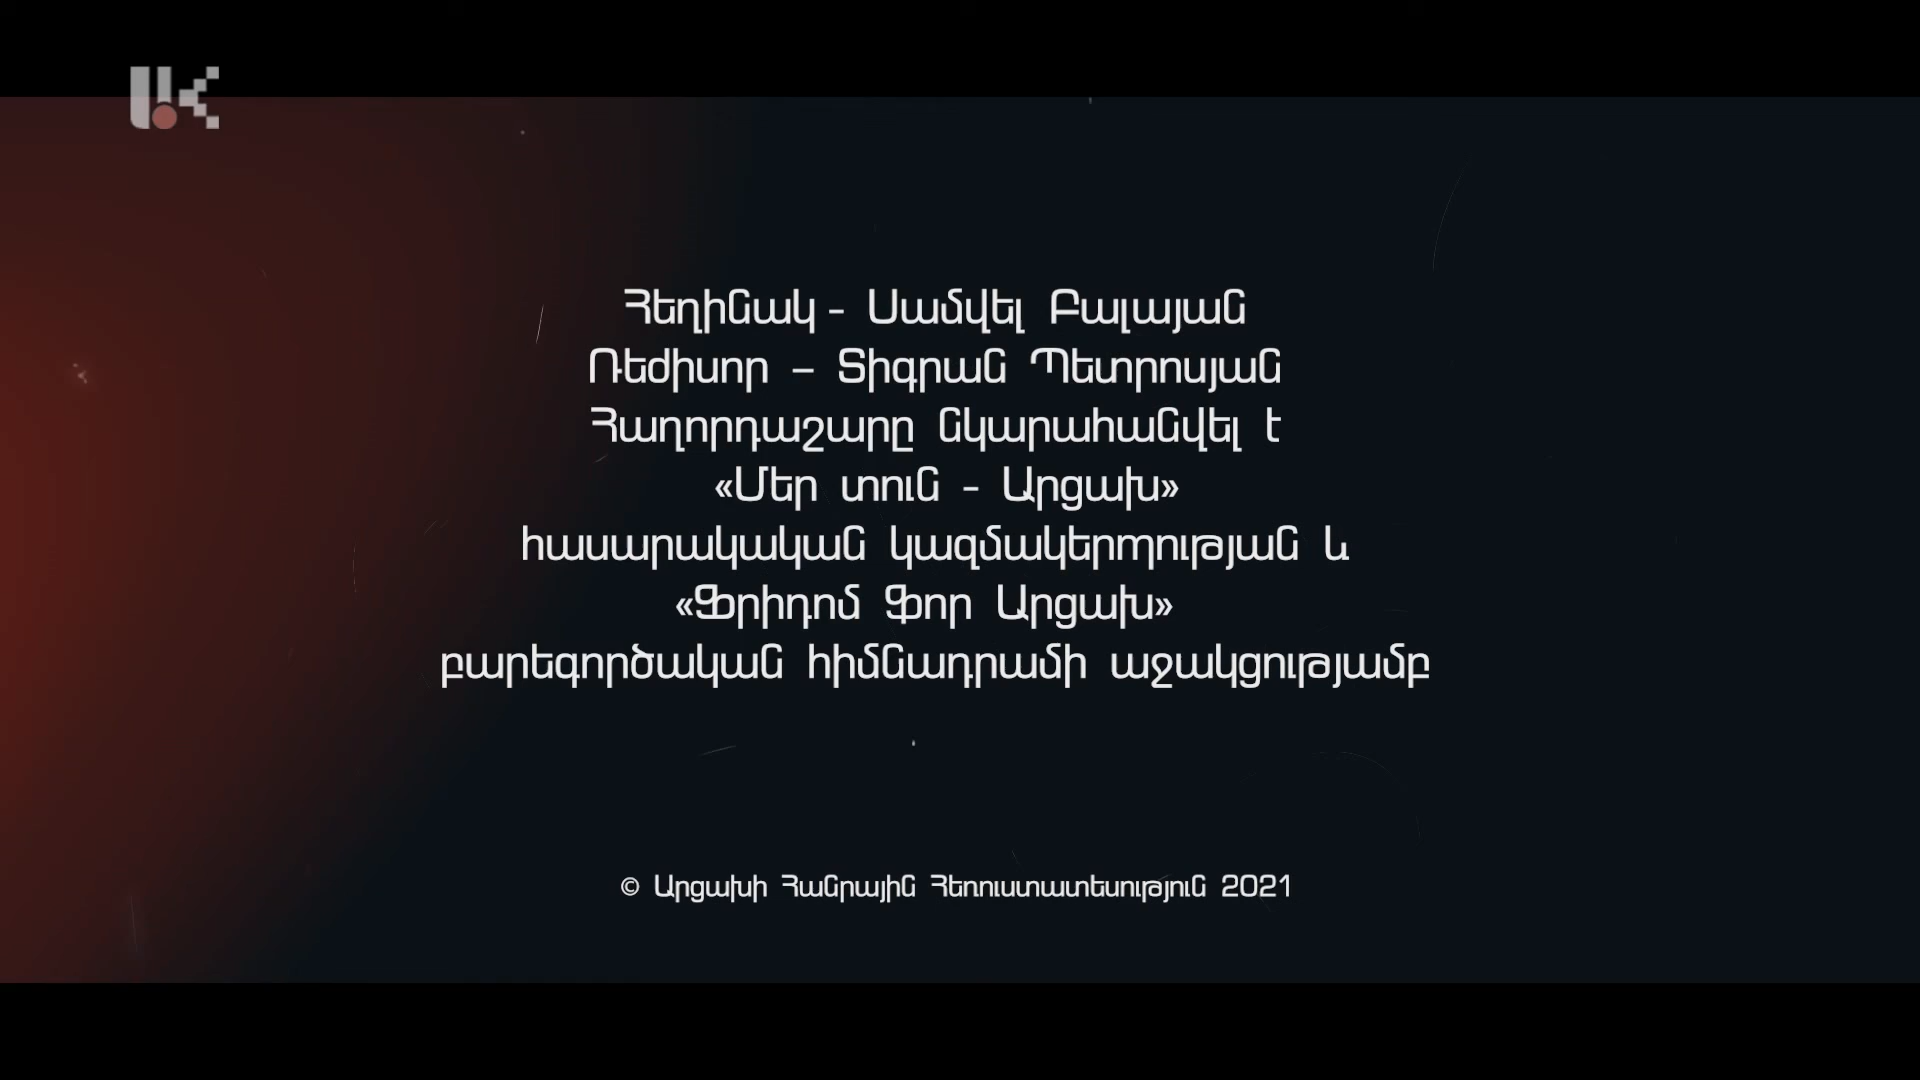 Հեղինակ - Սամվել Բալայան
Ռեժիսոր – Տիգրան Պետրոսյան
Հաղորդաշարը նկարահանվել է
«Մեր տուն - Արցախ»
հասարակական կազմակերպության և
«Ֆրիդոմ ֆոր Արցախ»
բարեգործական հիմնադրամի աջակցությամբ
© Արցախի Հանրային Հեռուստատեսություն 2021